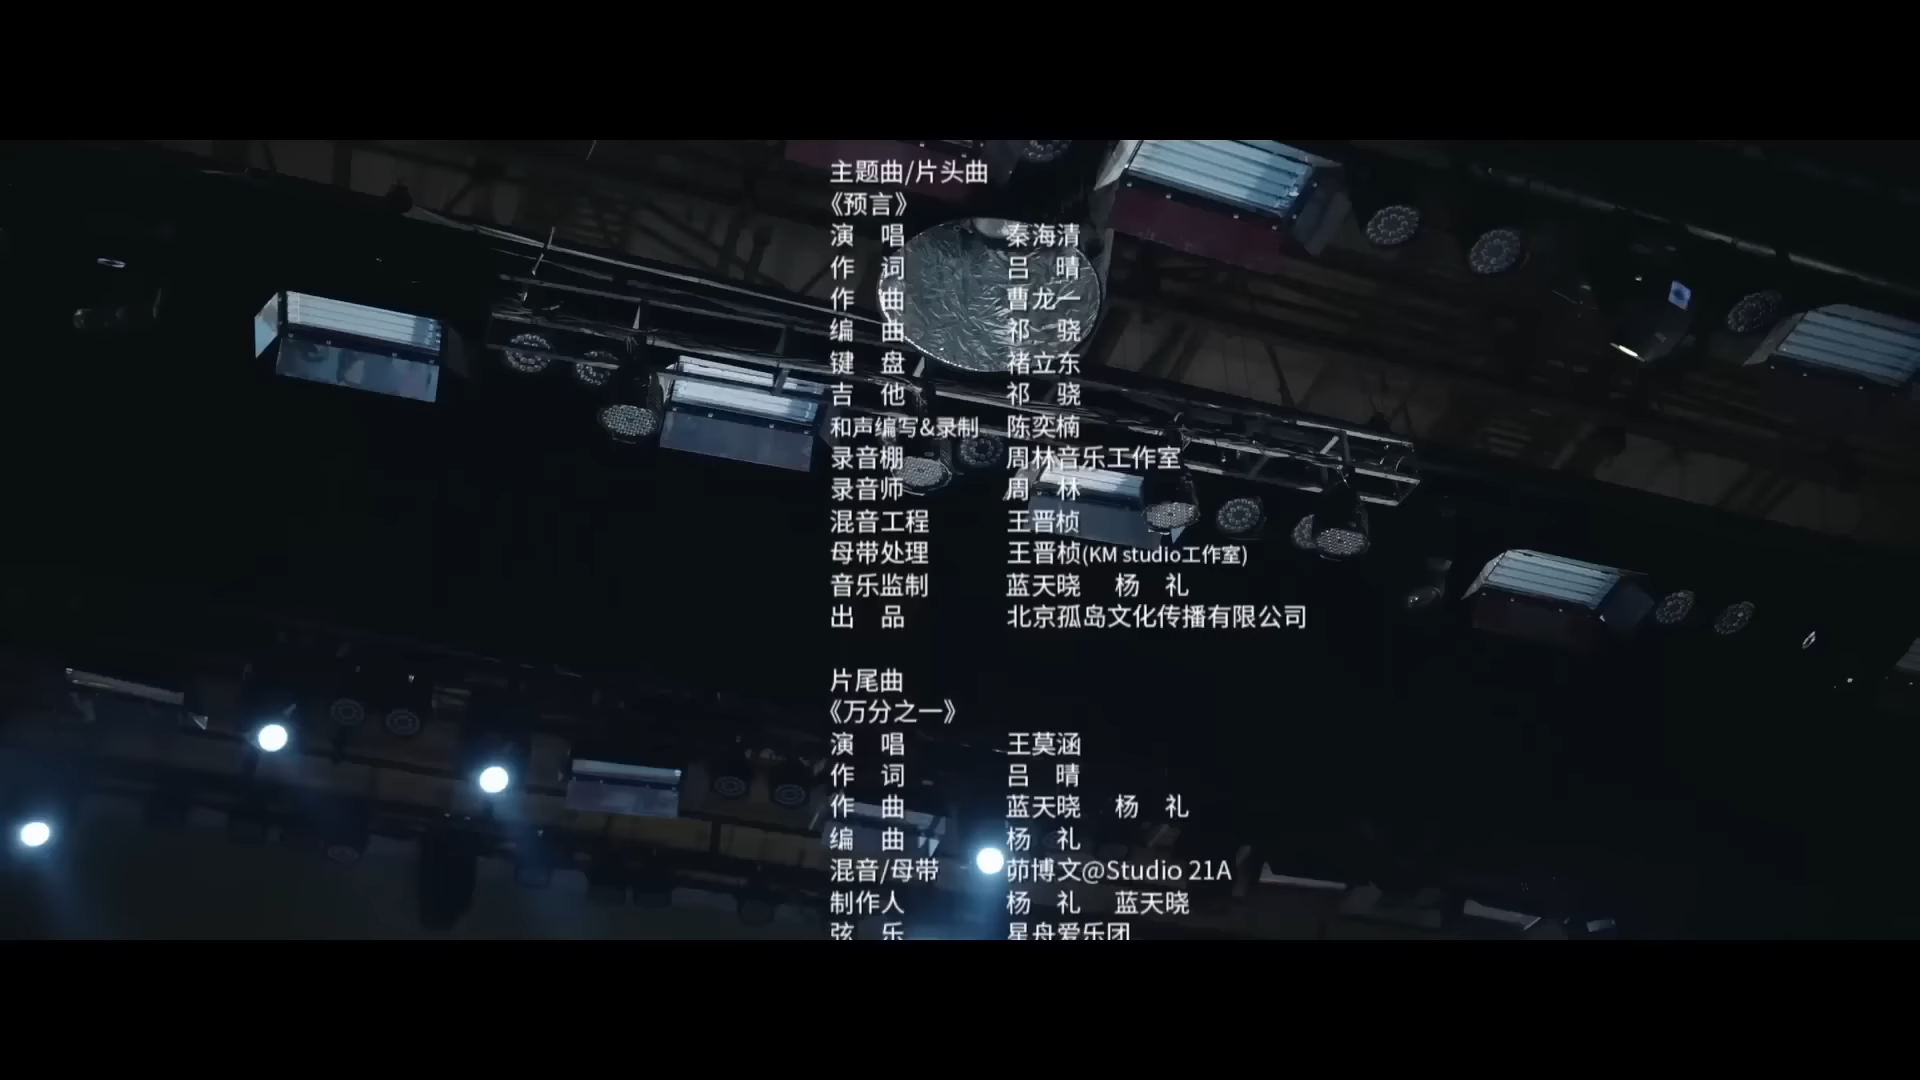 主题曲/片头曲
《预言》
演 唱 秦海清
作 词 吕 晴
作 曲 曹龙一
编 曲 祁 骁
键 盘 褚立东
吉 他 祁 骁
和声编写&录制 陈奕楠
录音棚 周林音乐工作室
录音师 周 林
混音工程 王晋桢
母带处理 王晋桢(KM studio工作室)
音乐监制 蓝天晓 杨 礼
出 品 北京孤岛文化传播有限公司
片尾曲
《万分之一》
演 唱 王莫涵
作 词 吕 晴
作 曲 蓝天晓 杨 礼
编 曲 杨 礼
混音/母带 茆博文@Studio 21A
制作人 杨 礼 蓝天晓
弦 乐 星舟爱乐团